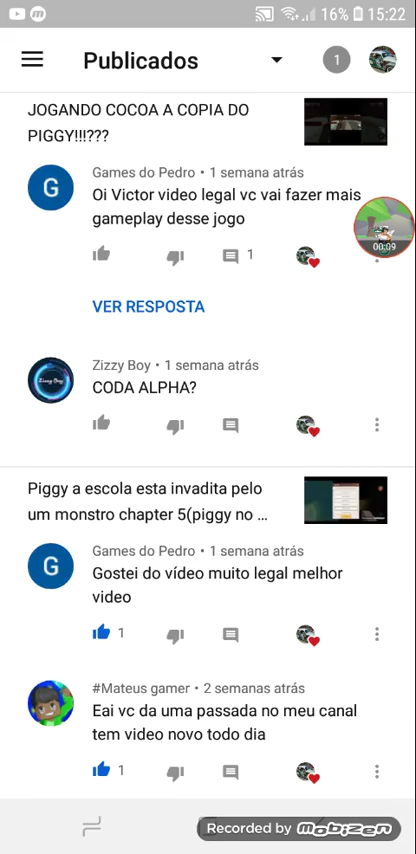 16% 15:22
Publicados 1
JOGANDO COCOA A COPIA DO
PIGGY!!!???
Games do Pedro • 1 semana atrás
G
Oi Victor video legal vc vai fazer mais
gameplay desse jogo
00:09
1
VER RESPOSTA
Zizzy Boy • 1 semana atrás
Zizzy Boy
CODA ALPHA?
Piggy a escola esta invadita pelo
um monstro chapter 5(piggy no ...
Games do Pedro • 1 semana atrás
G
Gostei do vídeo muito legal melhor
video
1
#Mateus gamer • 2 semanas atrás
Eai vc da uma passada no meu canal
tem video novo todo dia
1
Recorded by mobizen